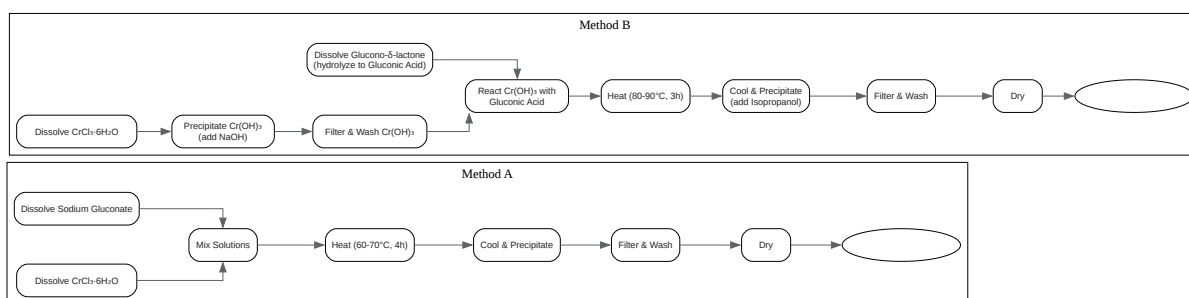 Method B
Dissolve Glucono-δ-lactone
(hydrolyze to Gluconic Acid)
React Cr(OH)₃ with
Gluconic Acid
Heat (80-90°C, 3h)
Cool & Precipitate
(add Isopropanol)
Filter & Wash
Dry
Dissolve CrCl₃·6H₂O
Precipitate Cr(OH)₃
(add NaOH)
Filter & Wash Cr(OH)₃
Method A
Dissolve Sodium Gluconate
Mix Solutions
Heat (60-70°C, 4h)
Cool & Precipitate
Filter & Wash
Dry
Dissolve CrCl₃·6H₂O